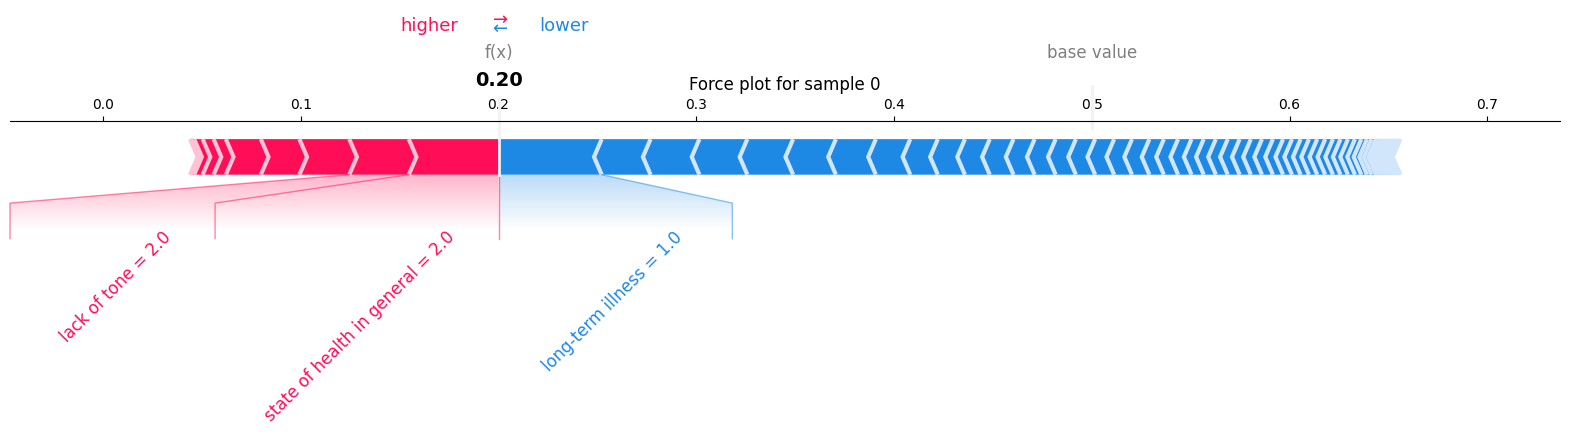 higher ⇄ lower
f(x)
base value
0.20
Force plot for sample 0
0.0 0.1 0.2 0.3 0.4 0.5 0.6 0.7
lack of tone = 2.0
state of health in general = 2.0
long-term illness = 1.0